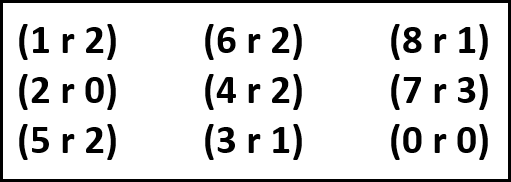 (1 r 2) (6 r 2) (8 r 1)
(2 r 0) (4 r 2) (7 r 3)
(5 r 2) (3 r 1) (0 r 0)